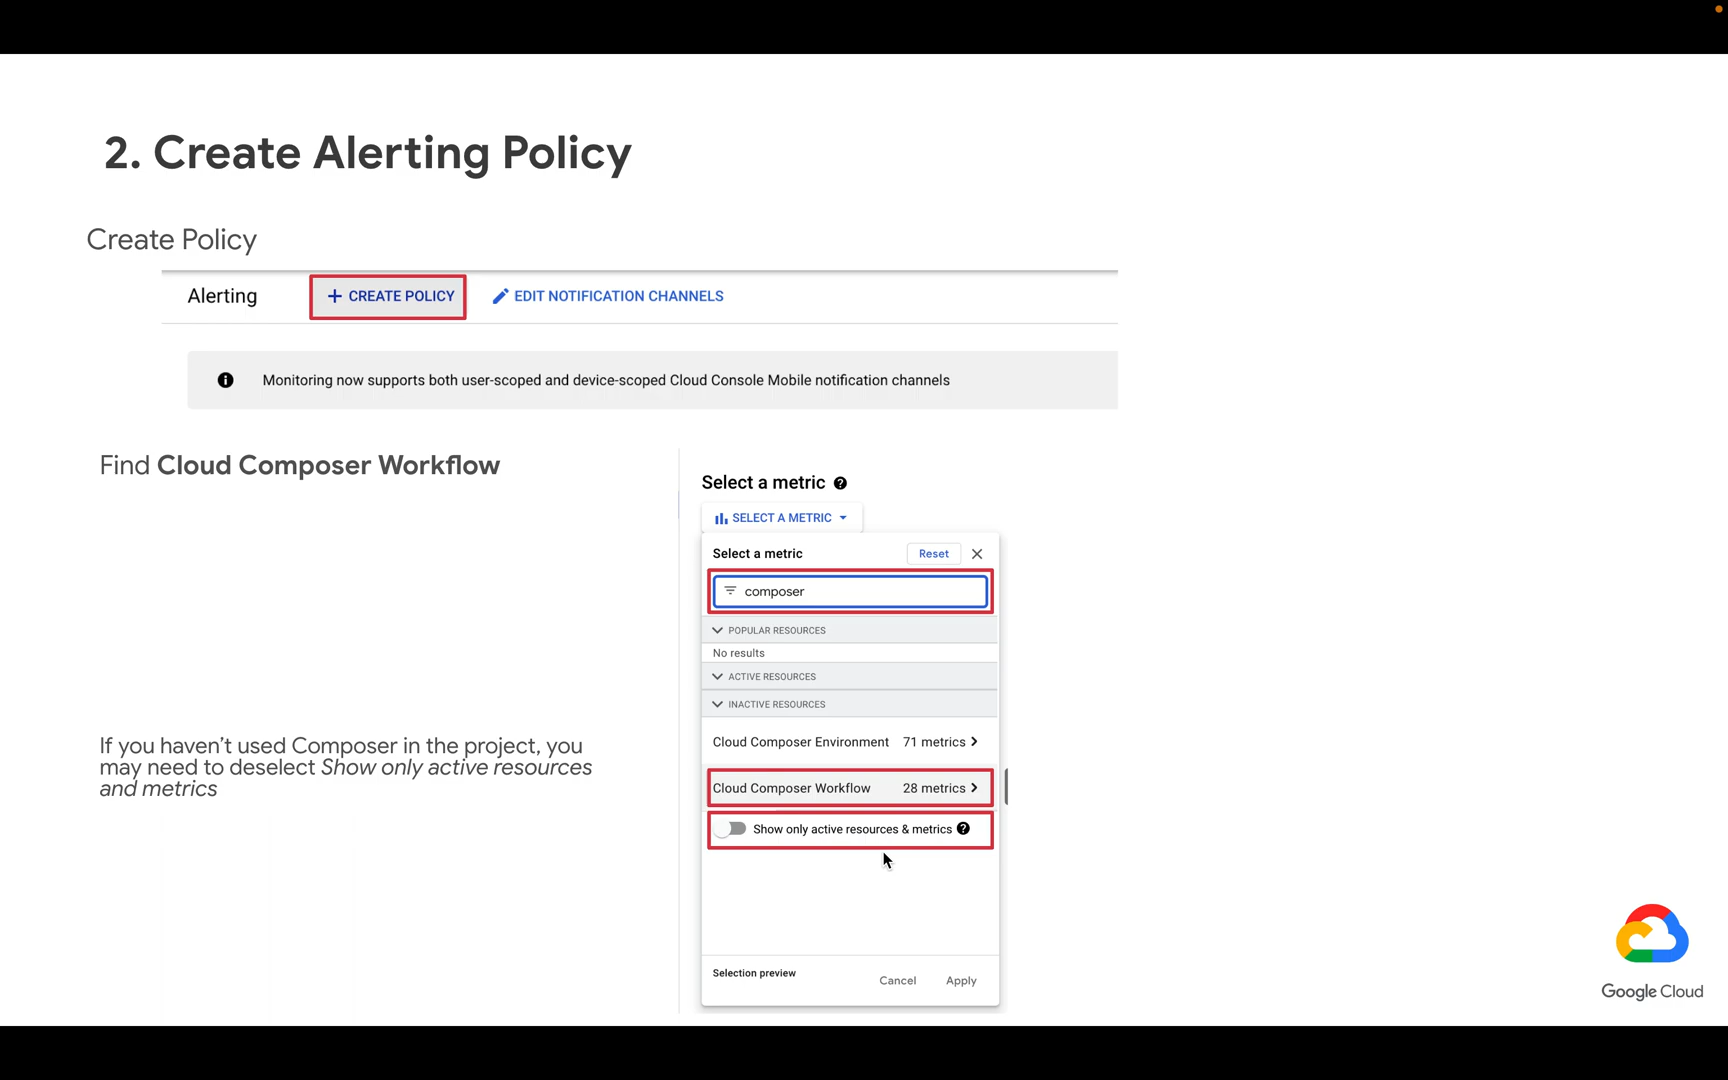 2. Create Alerting Policy
Create Policy
Alerting
+ CREATE POLICY
EDIT NOTIFICATION CHANNELS
Monitoring now supports both user-scoped and device-scoped Cloud Console Mobile notification channels
Find Cloud Composer Workflow
If you haven't used Composer in the project, you
may need to deselect Show only active resources
and metrics
Select a metric
SELECT A METRIC
Select a metric
Reset
composer
POPULAR RESOURCES
No results
ACTIVE RESOURCES
INACTIVE RESOURCES
Cloud Composer Environment 71 metrics
Cloud Composer Workflow 28 metrics
Show only active resources & metrics
Selection preview
Cancel
Apply
Google Cloud